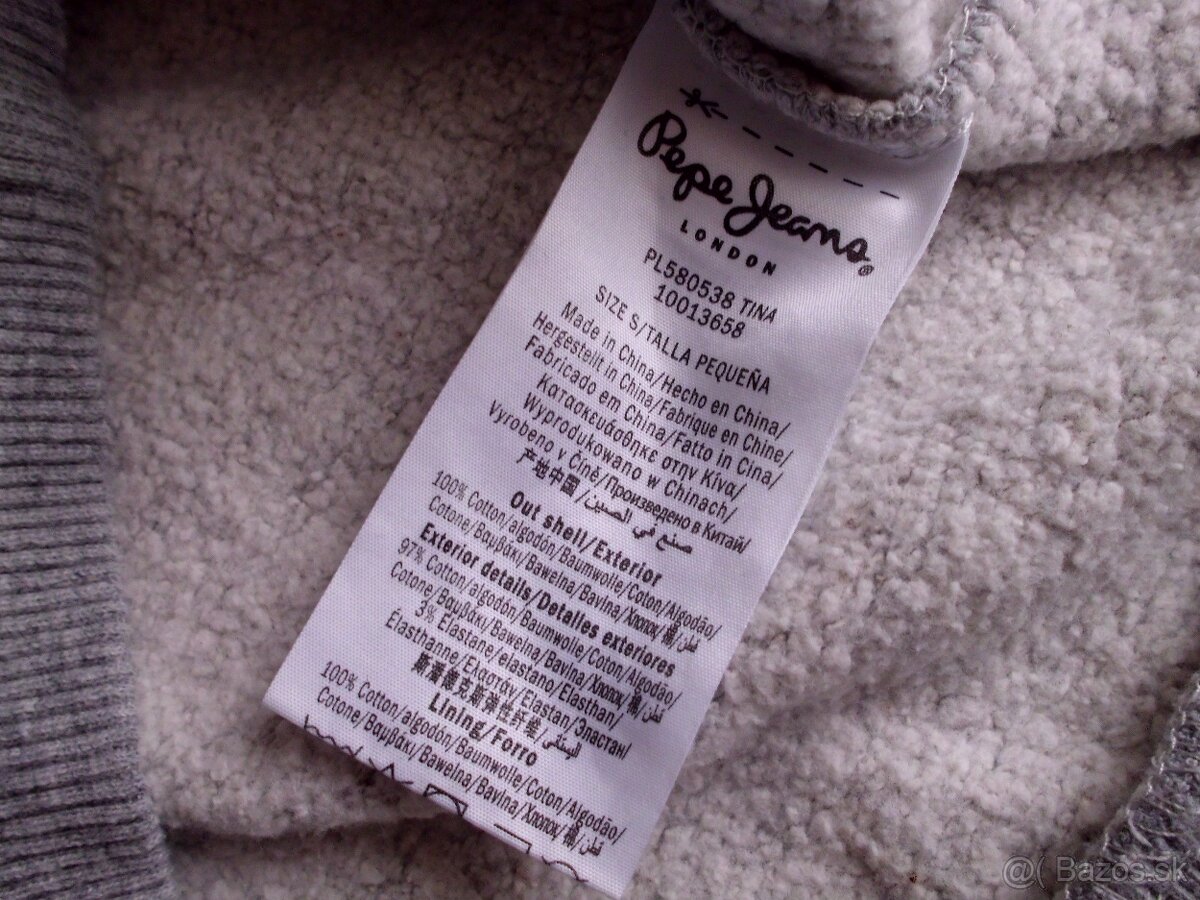 Pepe Jeans®
LONDON
PL580538 TINA
10013658
SIZE S/TALLA PEQUEÑA
Made in China/Hecho en China/
Hergestellt in China/Fabrique en Chine/
Fabricado em China/Fatto in Cina/
Κατασκευάσθηκε στην Κίνα/
Wyprodukowano w Chinach/
Vyrobeno v Číně/Произведено в Китай/
产地中国/صنع في الصين
Out shell/Exterior
100% Cotton/algodón/Baumwolle/Coton/Algodão/
Cotone/Βαμβάκι/Bawełna/Bavlna/Хлопок/棉/قطن
Exterior details/Detalles exteriores
97% Cotton/algodón/Baumwolle/Coton/Algodão/
Cotone/Βαμβάκι/Bawełna/Bavlna/Хлопок/棉/قطن/
3% Elastane/elastano/Elasthan/
Élasthanne/Ελαστάν/Elastan/Эластан/
Lining/Forro
100% Cotton/algodón/Baumwolle/Coton/Algodão/
Cotone/Βαμβάκι/Bawełna/Bavlna/Хлопок/棉/قطن
@( Bazos.sk